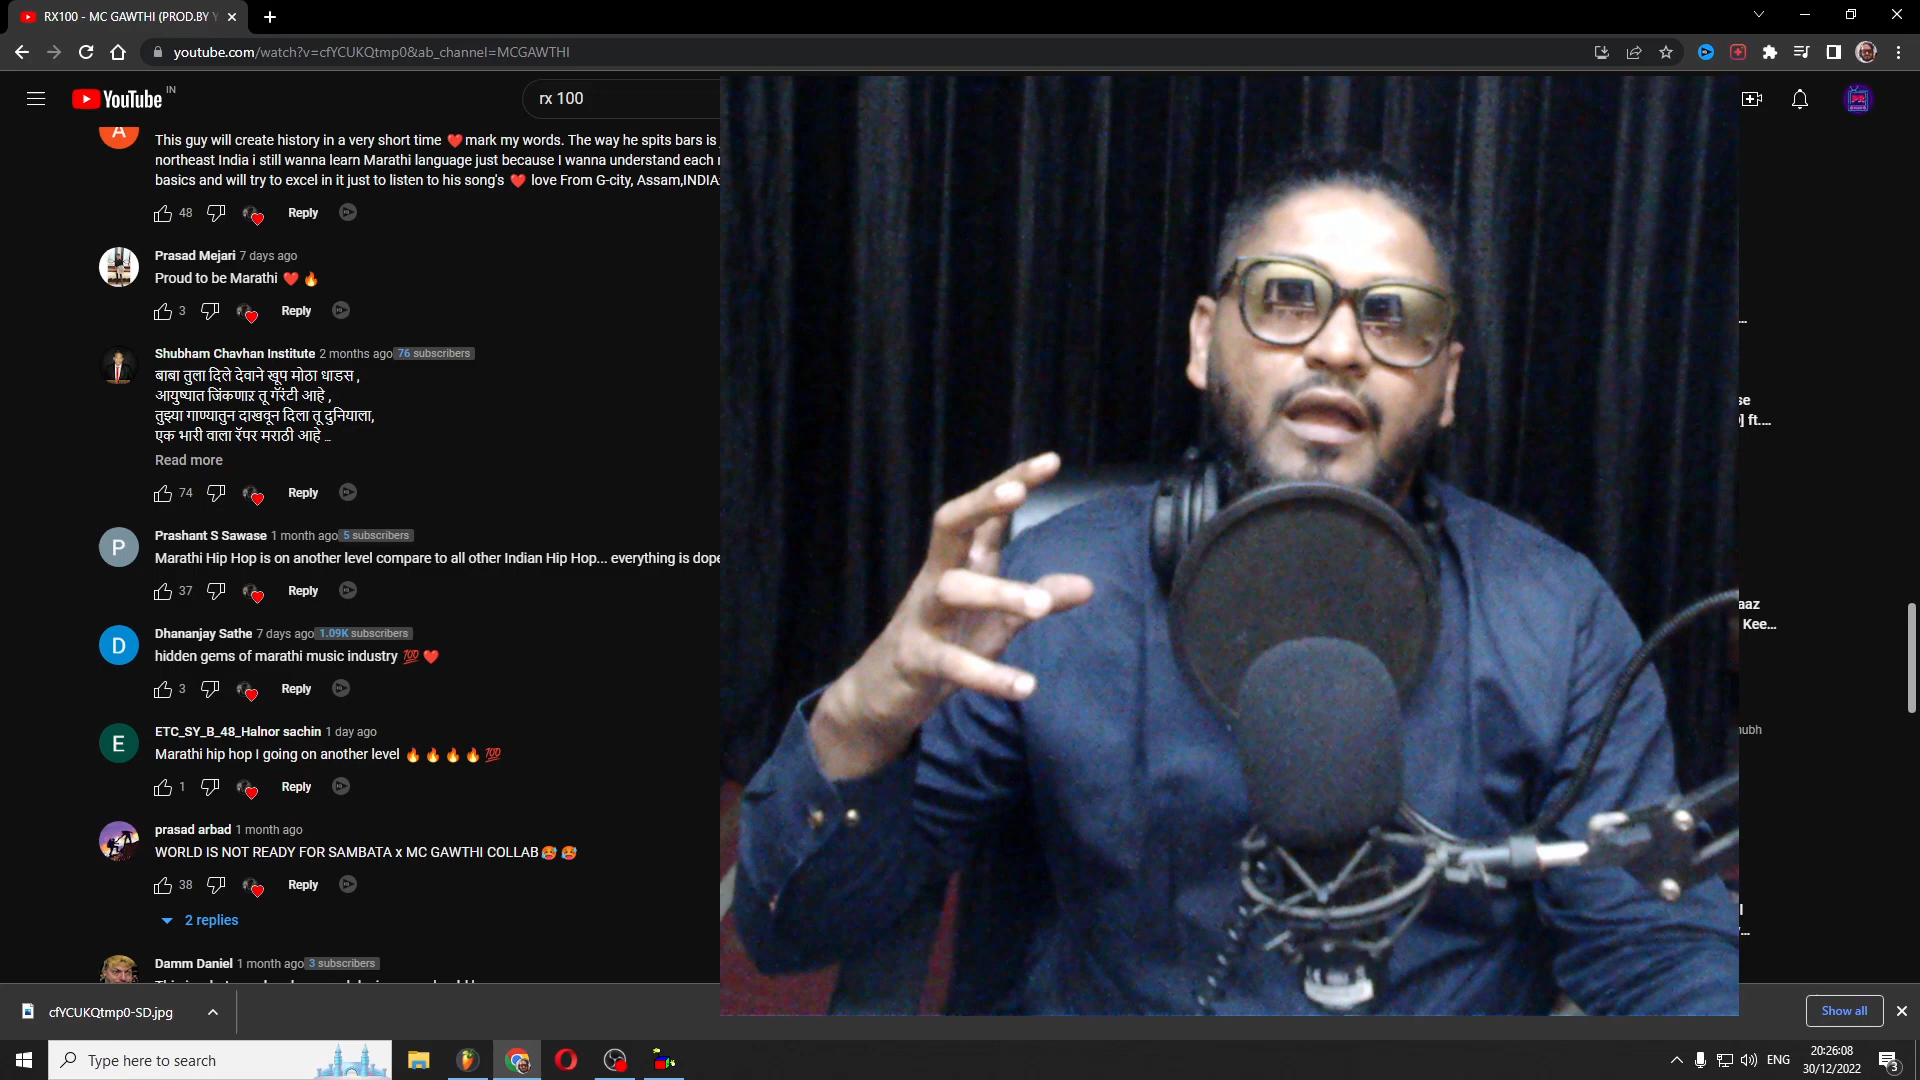 RX100 - MC GAWTHI (PROD.BY
youtube.com/watch?v=cfYCUKQtmp0&ab_channel=MCGAWTHI
YouTube IN
rx 100
A
This guy will create history in a very short time ❤️mark my words. The way he spits bars is
northeast India i still wanna learn Marathi language just because I wanna understand each
basics and will try to excel in it just to listen to his song's ❤️ love From G-city, Assam,INDIA
48 Reply
Prasad Mejari 7 days ago
Proud to be Marathi ❤️ 🔥
3 Reply
Shubham Chavhan Institute 2 months ago 76 subscribers
बाबा तुला दिले देवाने खूप मोठा धाडस ,
आयुष्यात जिंकणाऱ तू गॅरंटी आहे ,
तुझ्या गाण्यातुन दाखवून दिला तू दुनियाला,
एक भारी वाला रॅपर मराठी आहे ...
Read more
74 Reply
P
Prashant S Sawase 1 month ago 5 subscribers
Marathi Hip Hop is on another level compare to all other Indian Hip Hop... everything is dope
37 Reply
D
Dhananjay Sathe 7 days ago 1.09K subscribers
hidden gems of marathi music industry 💯 ❤️
3 Reply
E
ETC_SY_B_48_Halnor sachin 1 day ago
Marathi hip hop I going on another level 🔥 🔥 🔥 🔥 💯
1 Reply
prasad arbad 1 month ago
WORLD IS NOT READY FOR SAMBATA x MC GAWTHI COLLAB🥵 🥵
38 Reply
2 replies
Damm Daniel 1 month ago 3 subscribers
...
se
] ft....
aaz
Kee...
nubh
...
cfYCUKQtmp0-SD.jpg
Show all
Type here to search
ENG
20:26:08
30/12/2022
3